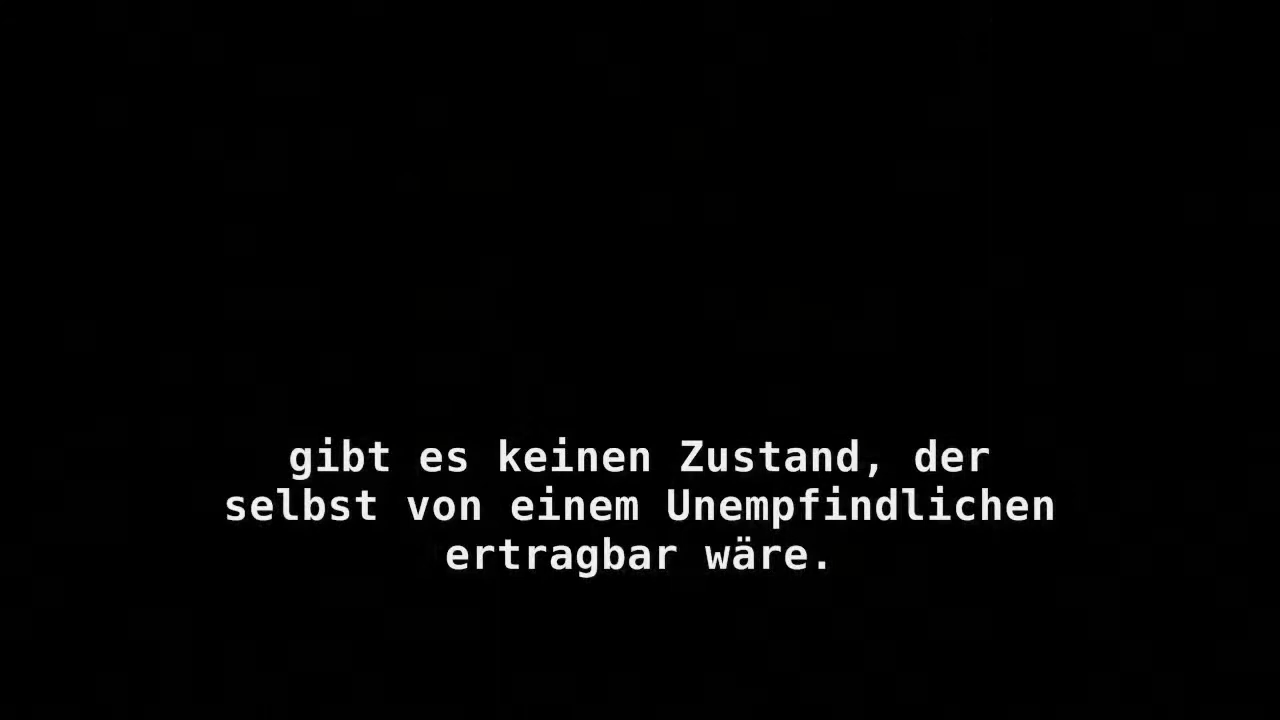 gibt es keinen Zustand, der
selbst von einem Unempfindlichen
ertragbar wäre.